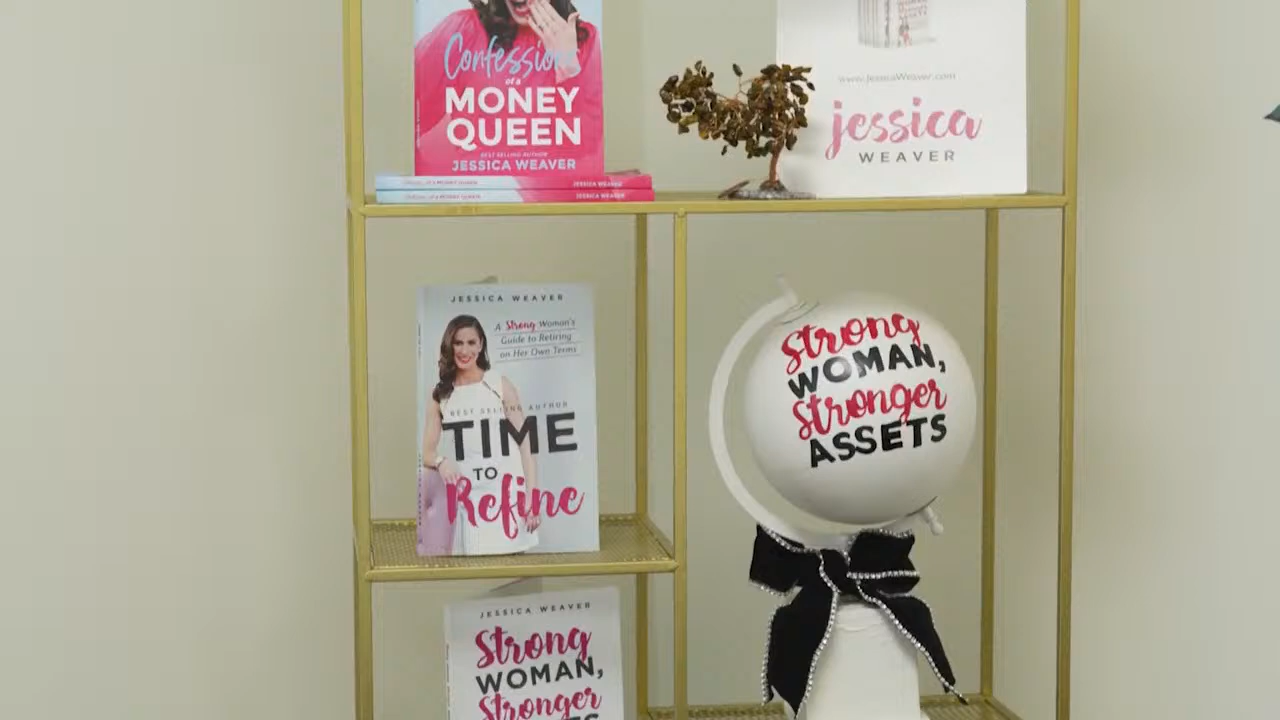 Confessions
of a
MONEY
QUEEN
BEST SELLING AUTHOR
JESSICA WEAVER
JESSICA WEAVER
JESSICA WEAVER
www.JessicaWeaver.com
jessica
WEAVER
JESSICA WEAVER
A Strong Woman's
Guide to Retiring
on Her Own Terms
BEST SELLING AUTHOR
TIME
TO
Refine
Strong
WOMAN,
Stronger
ASSETS
JESSICA WEAVER
Strong
WOMAN,
Stronger